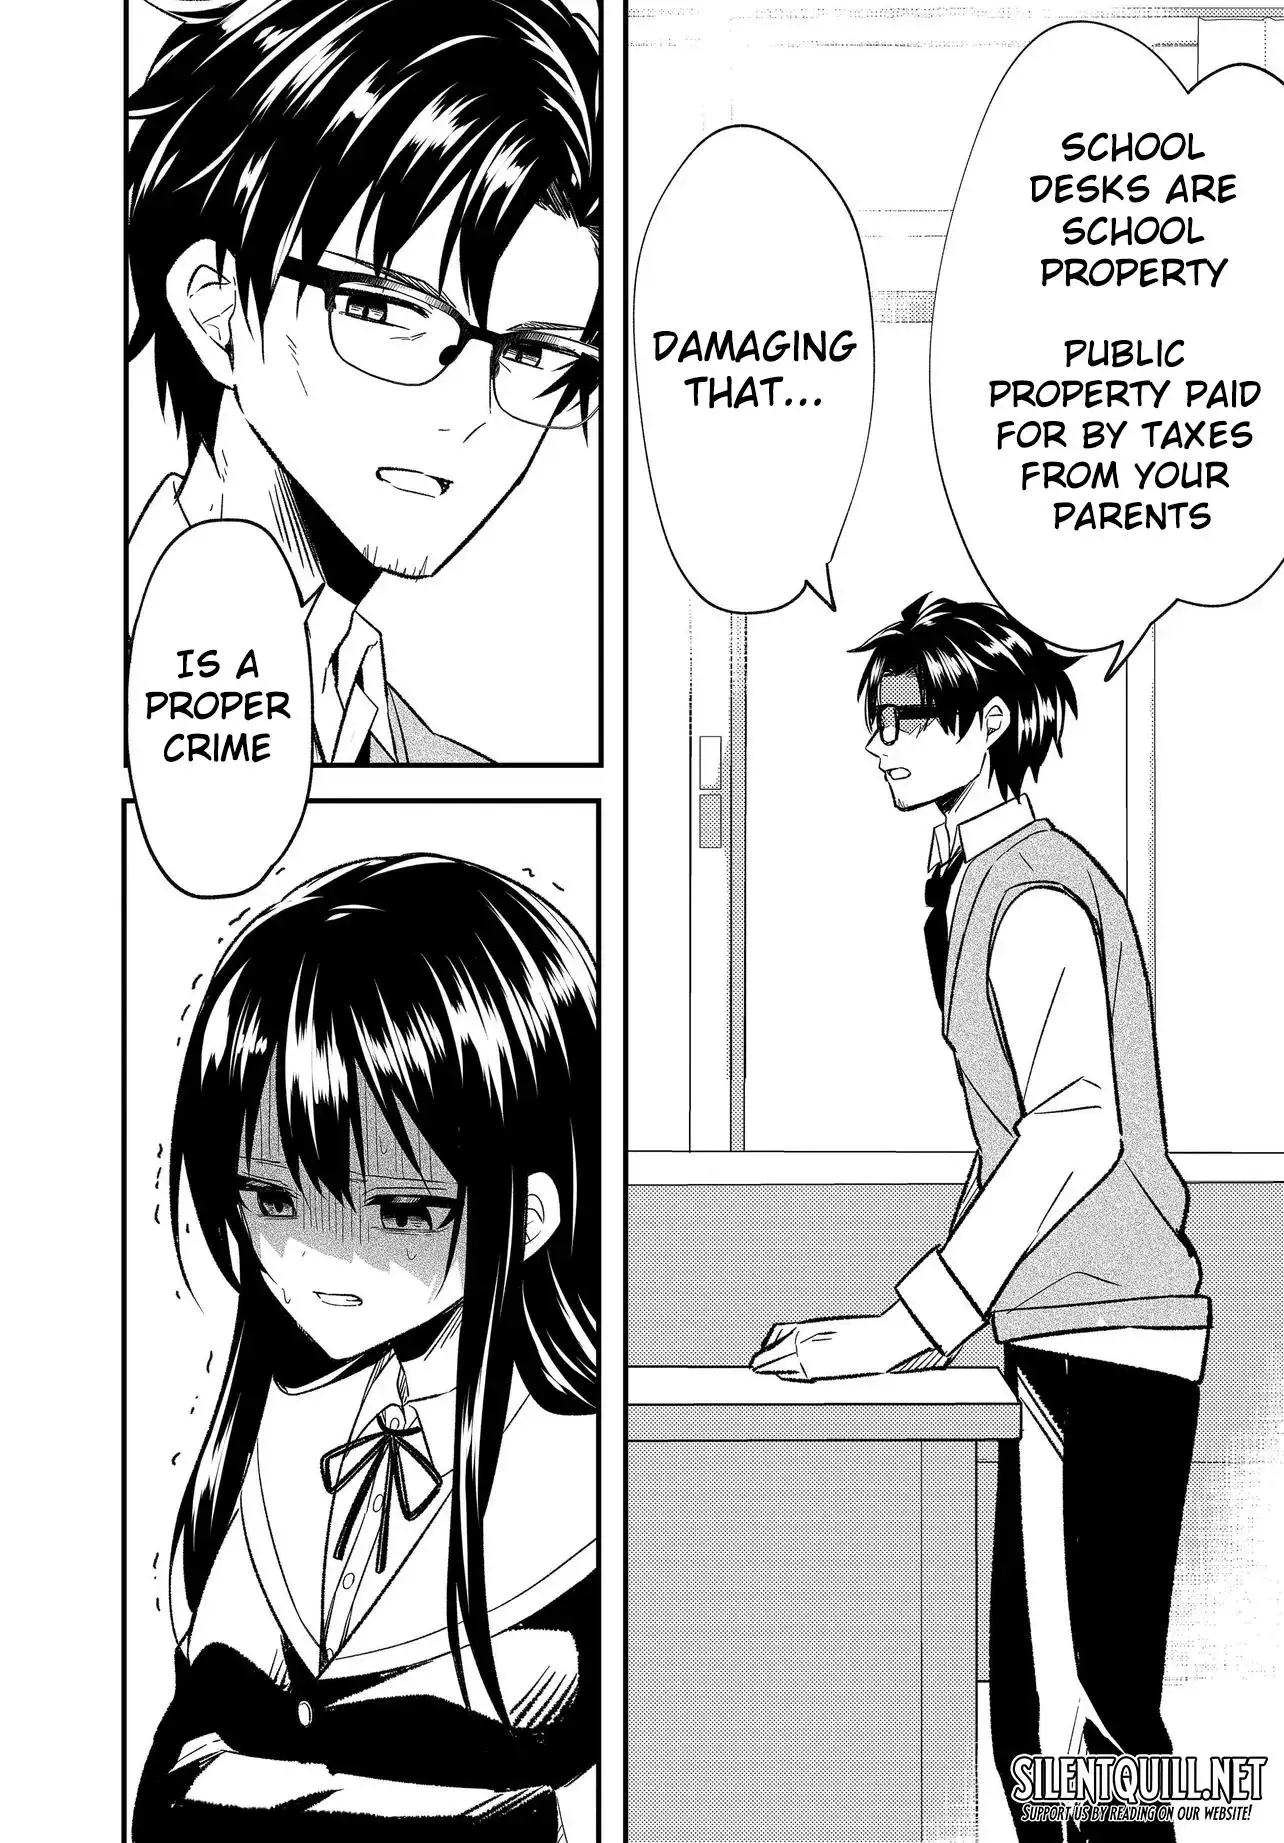 SCHOOL
DESKS ARE
SCHOOL
PROPERTY
PUBLIC
PROPERTY PAID
FOR BY TAXES
FROM YOUR
PARENTS
DAMAGING
THAT...
IS A
PROPER
CRIME
SILENTQUILL.NET
SUPPORT US BY READING ON OUR WEBSITE!